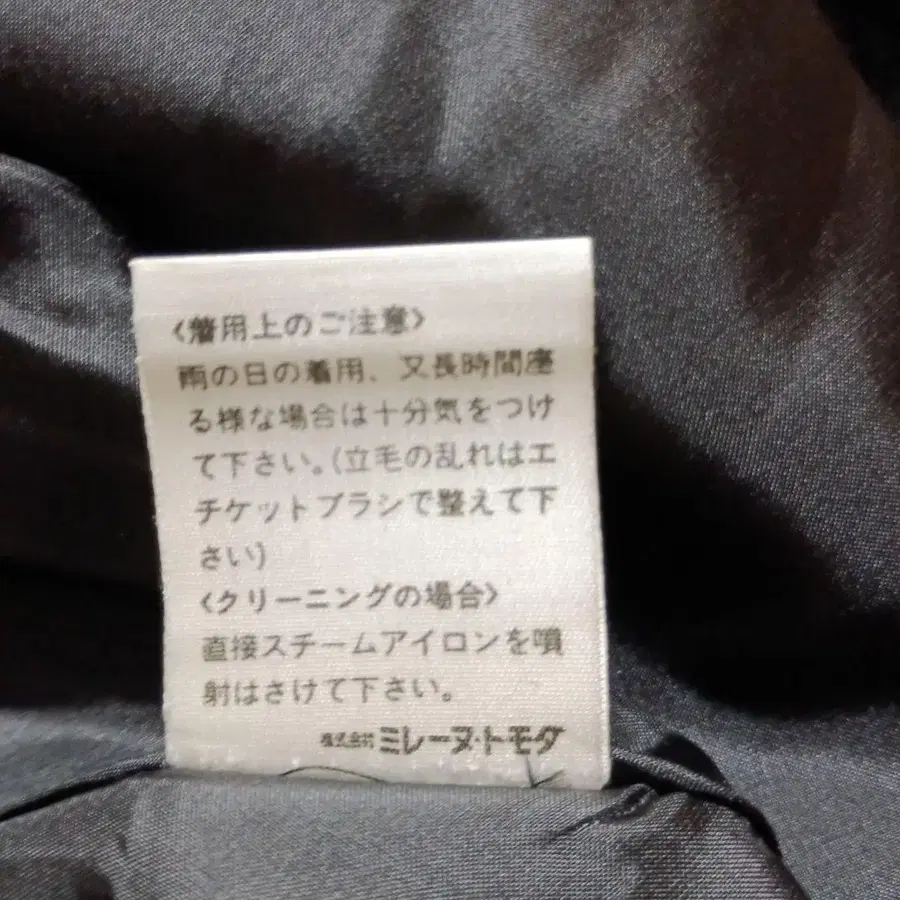 〈着用上のご注意〉
雨の日の着用、又長時間座
る様な場合は十分気をつけ
て下さい。(立毛の乱れはエ
チケットブラシで整えて下
さい)
〈クリーニングの場合〉
直接スチームアイロンを噴
射はさけて下さい。
株式会社 ミレーヌ・トモダ